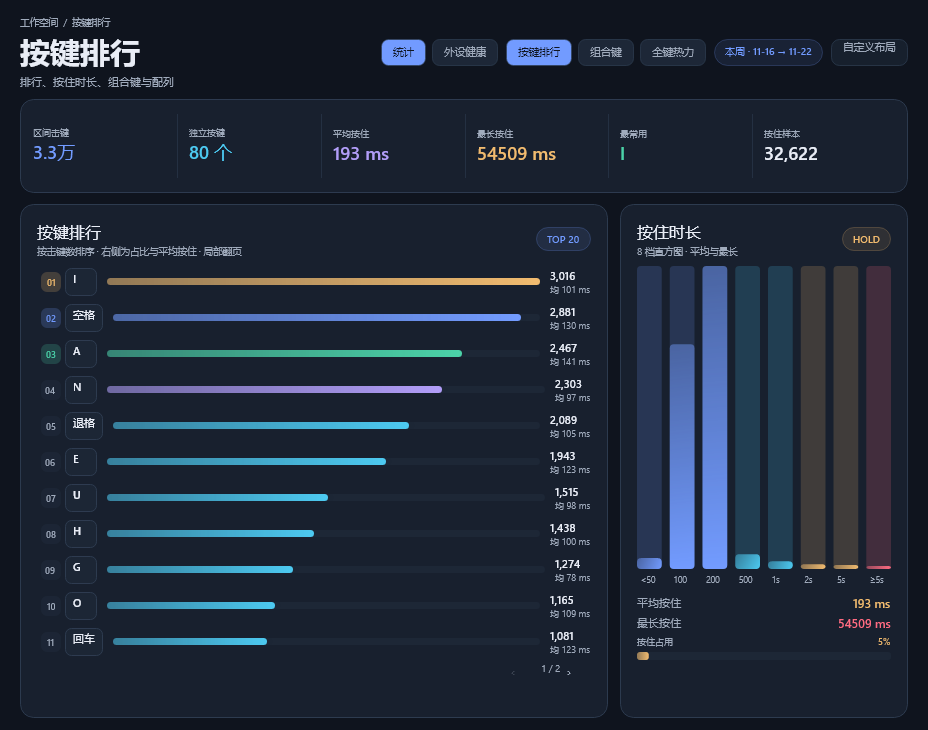 工作空间 / 按键排行
按键排行
排行、按住时长、组合键与配列
统计
外设健康
按键排行
组合键
全键热力
本周 · 11-16 → 11-22
自定义布局
区间击键
3.3万
独立按键
80 个
平均按住
193 ms
最长按住
54509 ms
最常用
I
按住样本
32,622
按键排行
按击键数排序 · 右侧为占比与平均按住 · 局部翻页
TOP 20
01 I 3,016
均 101 ms
02 空格 2,881
均 130 ms
03 A 2,467
均 141 ms
04 N 2,303
均 97 ms
05 退格 2,089
均 105 ms
06 E 1,943
均 123 ms
07 U 1,515
均 98 ms
08 H 1,438
均 100 ms
09 G 1,274
均 78 ms
10 O 1,165
均 109 ms
11 回车 1,081
均 123 ms
‹ 1 / 2 ›
按住时长
8 档直方图 · 平均与最长
HOLD
<50 100 200 500 1s 2s 5s ≥5s
平均按住 193 ms
最长按住 54509 ms
按住占用 5%